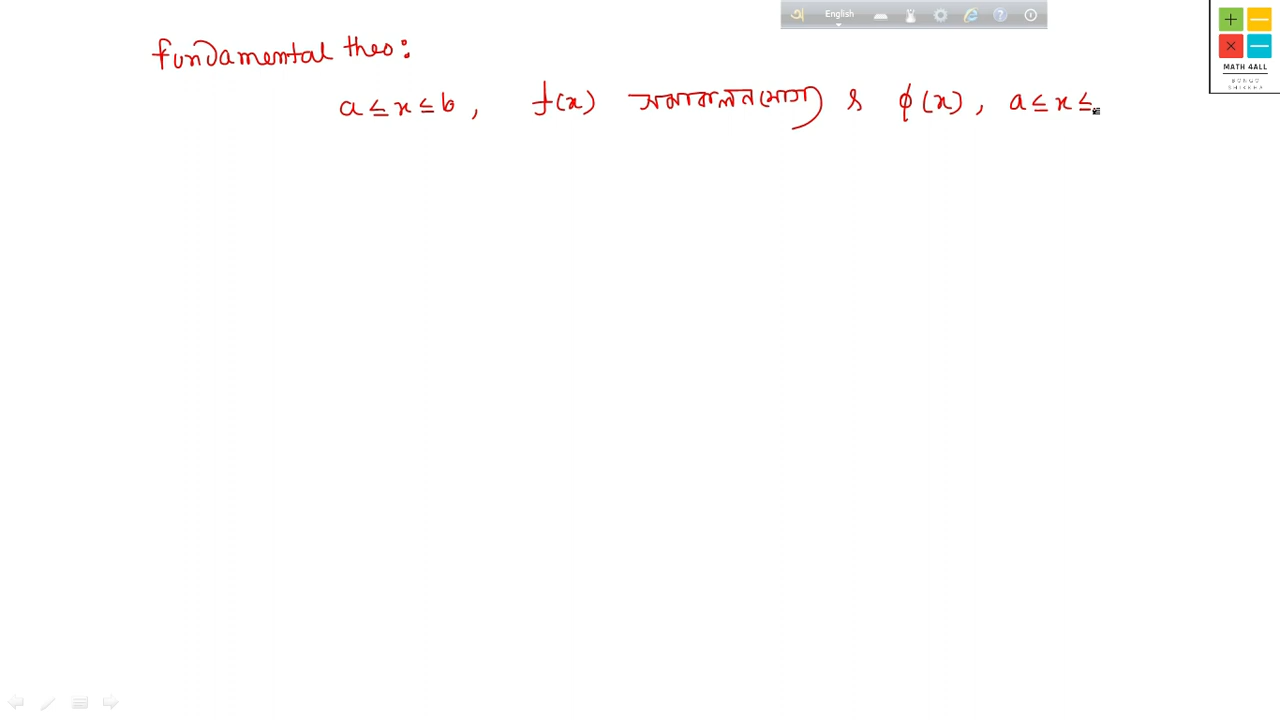 English
MATH 4ALL
fundamental theo:
a ≤ x ≤ b, f(x) সমাকলনযোগ্য ও φ(x), a ≤ x ≤